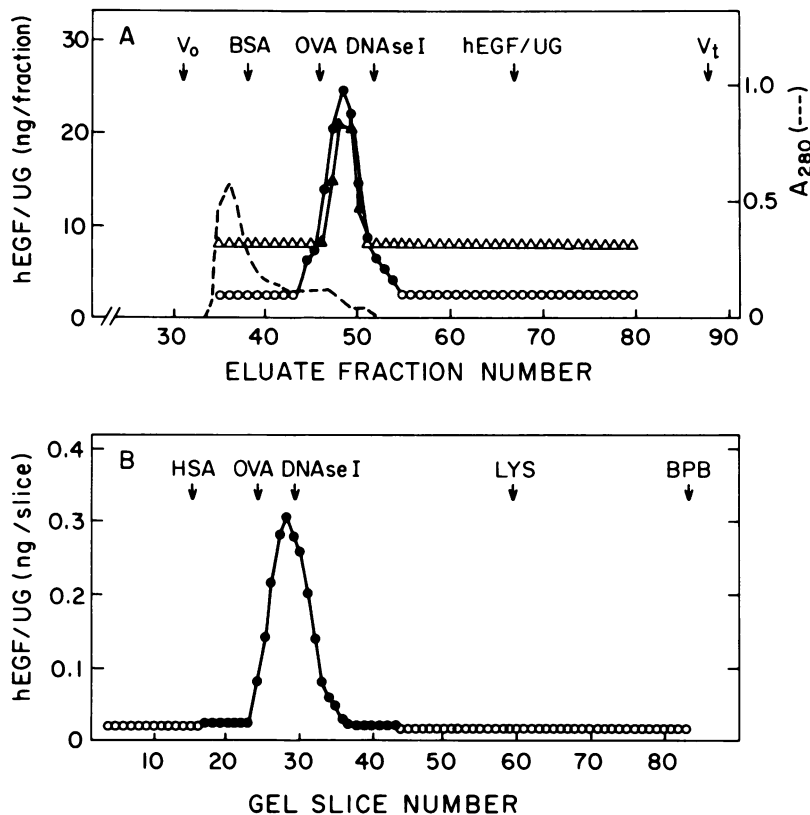 A
V₀ BSA OVA DNAse I hEGF/UG Vₜ
hEGF/UG (ng/fraction)
30
20
10
0
1.0
0.5
0
A₂₈₀ (---)
30 40 50 60 70 80 90
ELUATE FRACTION NUMBER
B
HSA OVA DNAse I LYS BPB
hEGF/UG (ng/slice)
0.4
0.3
0.2
0.1
0
10 20 30 40 50 60 70 80
GEL SLICE NUMBER